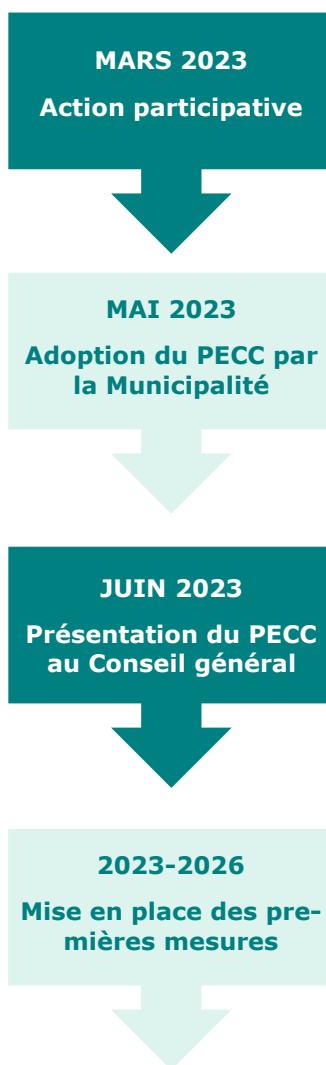 MARS 2023
Action participative
MAI 2023
Adoption du PECC par
la Municipalité
JUIN 2023
Présentation du PECC
au Conseil général
2023-2026
Mise en place des pre-
mières mesures